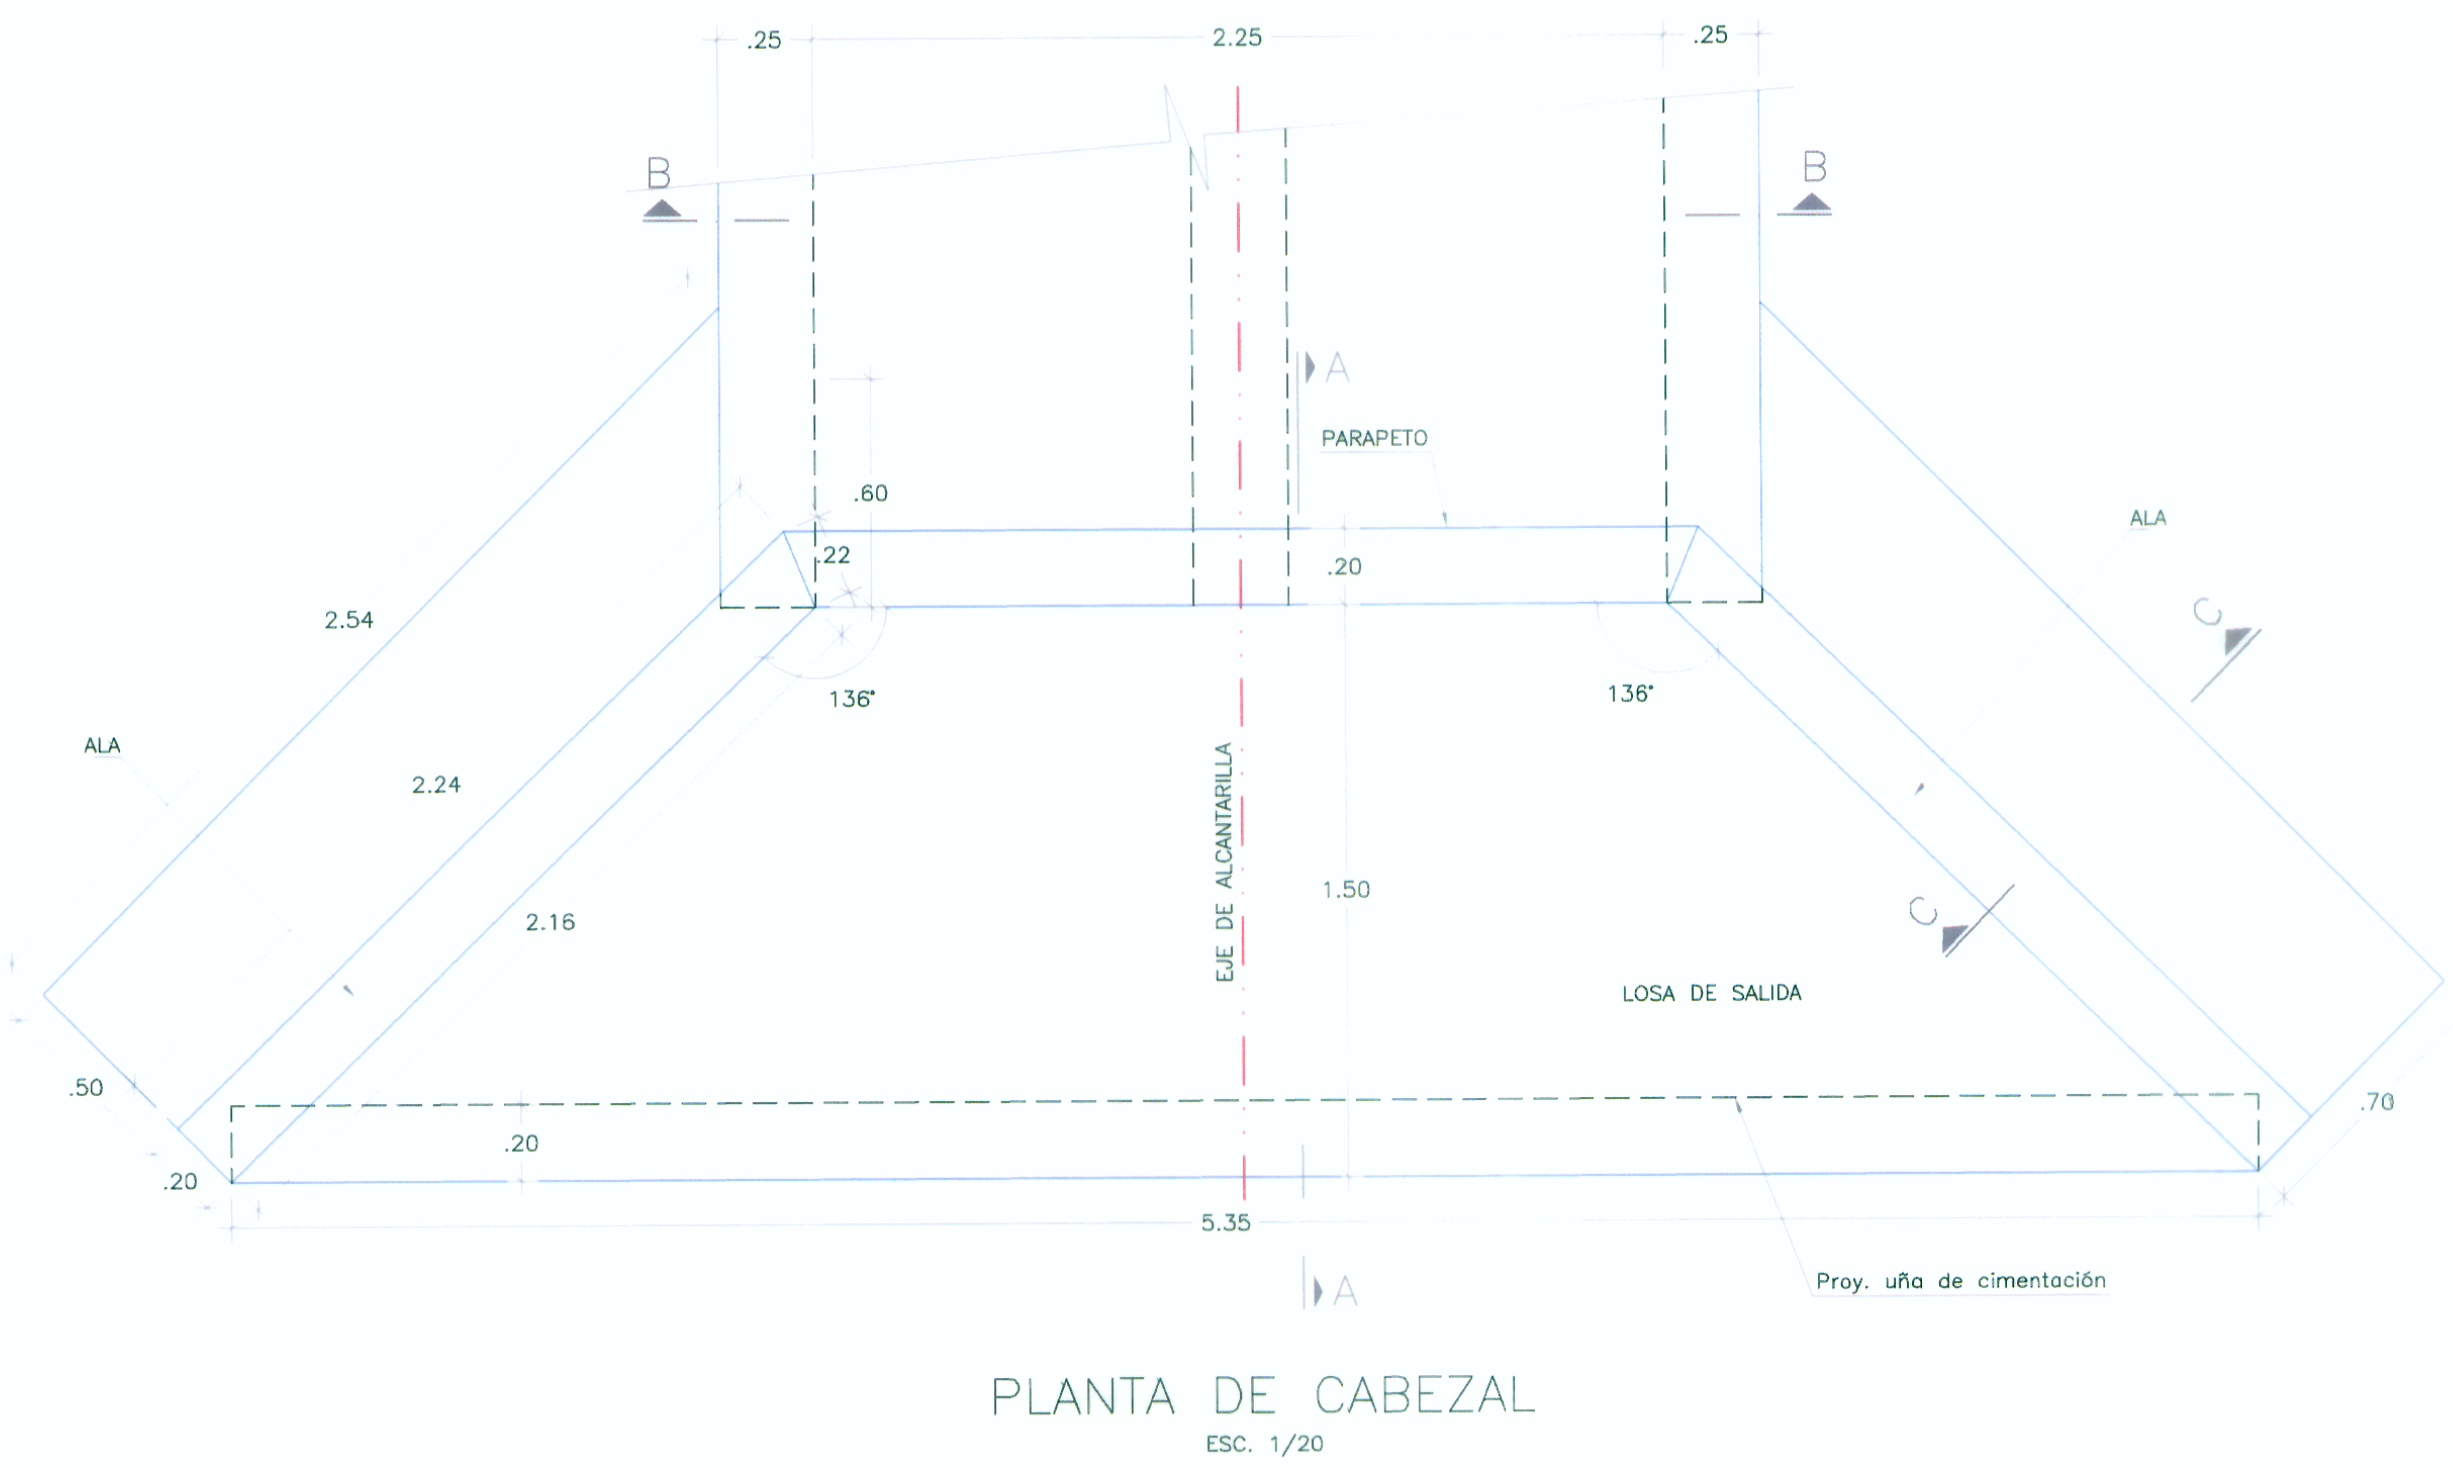 .25
2.25
.25
B
B
A
PARAPETO
.60
ALA
.22
.20
C
2.54
136°
136°
ALA
2.24
EJE DE ALCANTARILLA
1.50
2.16
C
LOSA DE SALIDA
.50
.70
.20
.20
5.35
Proy. uña de cimentación
A
PLANTA DE CABEZAL
ESC. 1/20